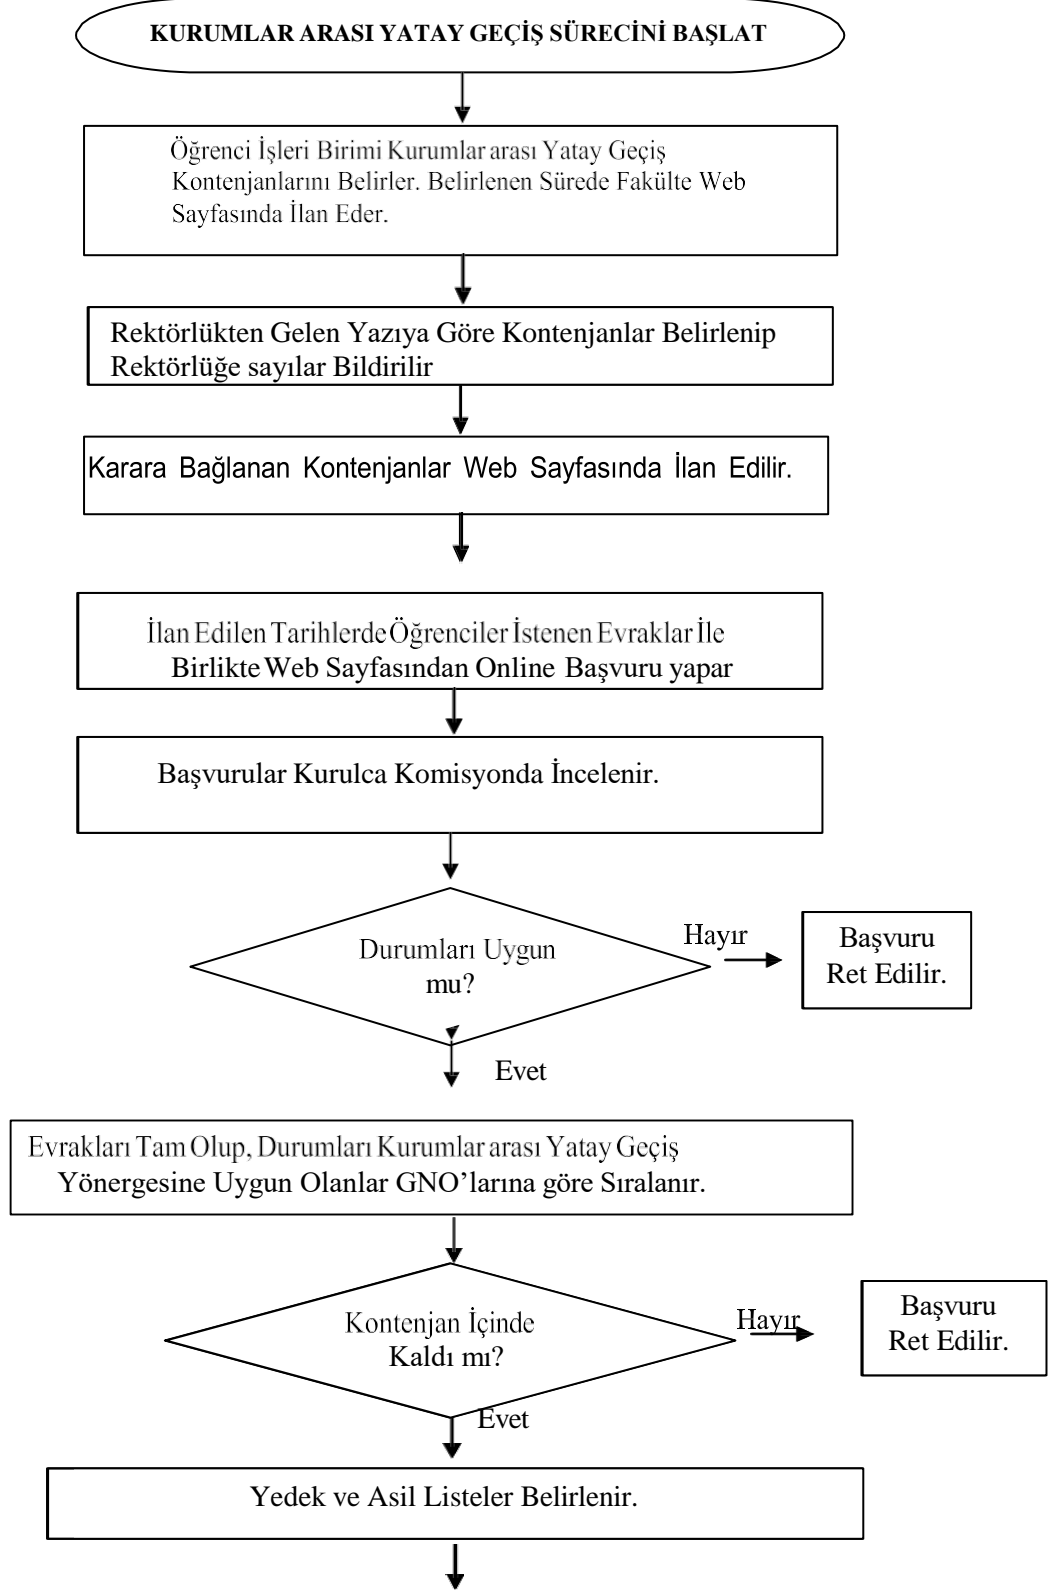 KURUMLAR ARASI YATAY GEÇİŞ SÜRECİNİ BAŞLAT
Öğrenci İşleri Birimi Kurumlar arası Yatay Geçiş
Kontenjanlarını Belirler. Belirlenen Sürede Fakülte Web
Sayfasında İlan Eder.
Rektörlükten Gelen Yazıya Göre Kontenjanlar Belirlenip
Rektörlüğe sayılar Bildirilir
Karara Bağlanan Kontenjanlar Web Sayfasında İlan Edilir.
İlan Edilen Tarihlerde Öğrenciler İstenen Evraklar İle
Birlikte Web Sayfasından Online Başvuru yapar
Başvurular Kurulca Komisyonda İncelenir.
Durumları Uygun
mu?
Hayır
Başvuru
Ret Edilir.
Evet
Evrakları Tam Olup, Durumları Kurumlar arası Yatay Geçiş
Yönergesine Uygun Olanlar GNO’larına göre Sıralanır.
Kontenjan İçinde
Kaldı mı?
Hayır
Başvuru
Ret Edilir.
Evet
Yedek ve Asil Listeler Belirlenir.